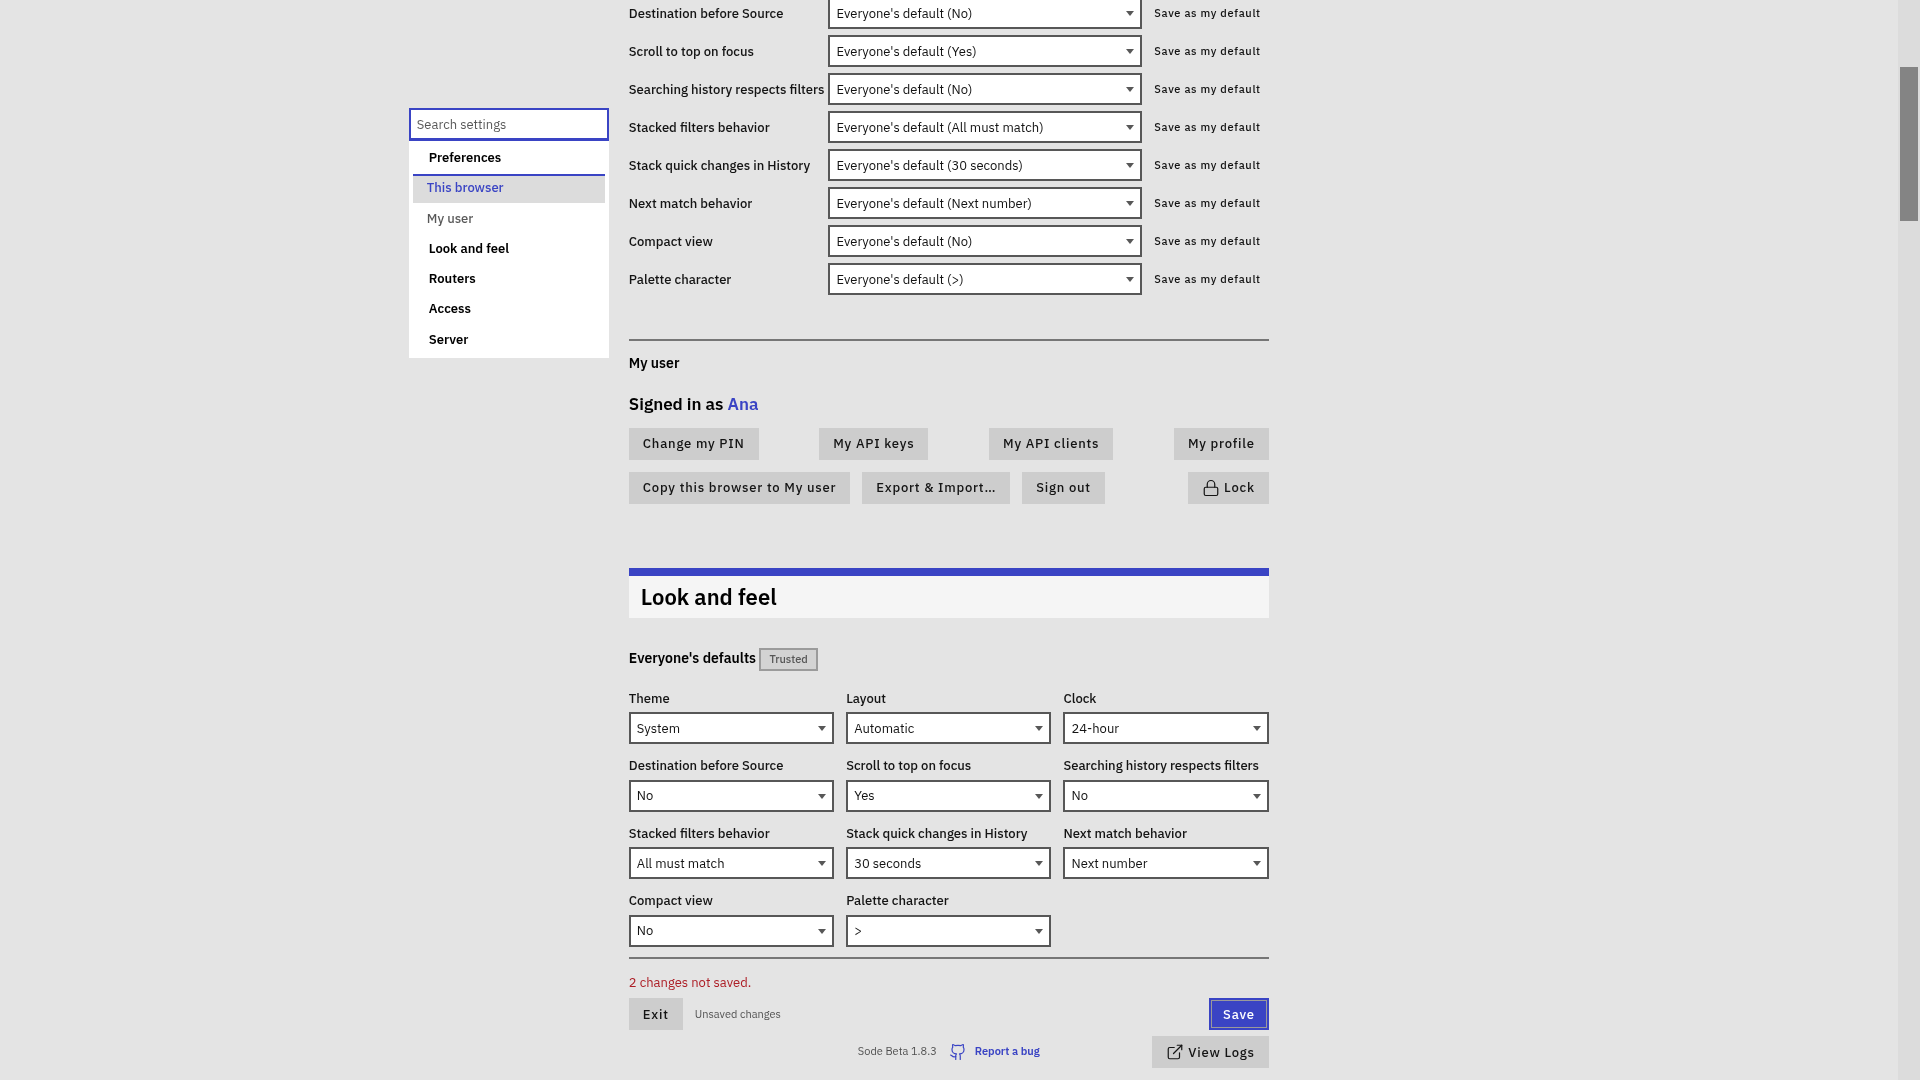 Destination before Source Everyone's default (No) Save as my default
Scroll to top on focus Everyone's default (Yes) Save as my default
Searching history respects filters Everyone's default (No) Save as my default
Search settings
Stacked filters behavior Everyone's default (All must match) Save as my default
Preferences
Stack quick changes in History Everyone's default (30 seconds) Save as my default
This browser
Next match behavior Everyone's default (Next number) Save as my default
My user
Compact view Everyone's default (No) Save as my default
Look and feel
Routers
Palette character Everyone's default (>) Save as my default
Access
Server
My user
Signed in as Ana
Change my PIN My API keys My API clients My profile
Copy this browser to My user Export & Import... Sign out Lock
Look and feel
Everyone's defaults Trusted
Theme Layout Clock
System Automatic 24-hour
Destination before Source Scroll to top on focus Searching history respects filters
No Yes No
Stacked filters behavior Stack quick changes in History Next match behavior
All must match 30 seconds Next number
Compact view Palette character
No >
2 changes not saved.
Exit Unsaved changes Save
Sode Beta 1.8.3 Report a bug View Logs